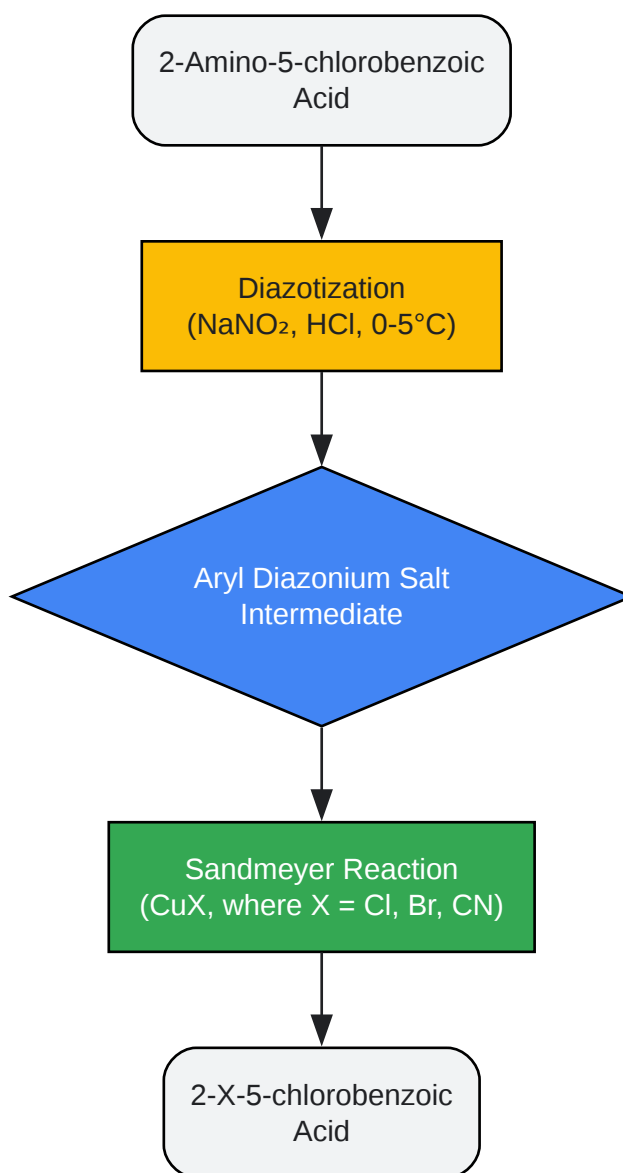 2-Amino-5-chlorobenzoic
Acid
Diazotization
(NaNO₂, HCl, 0-5°C)
Aryl Diazonium Salt
Intermediate
Sandmeyer Reaction
(CuX, where X = Cl, Br, CN)
2-X-5-chlorobenzoic
Acid